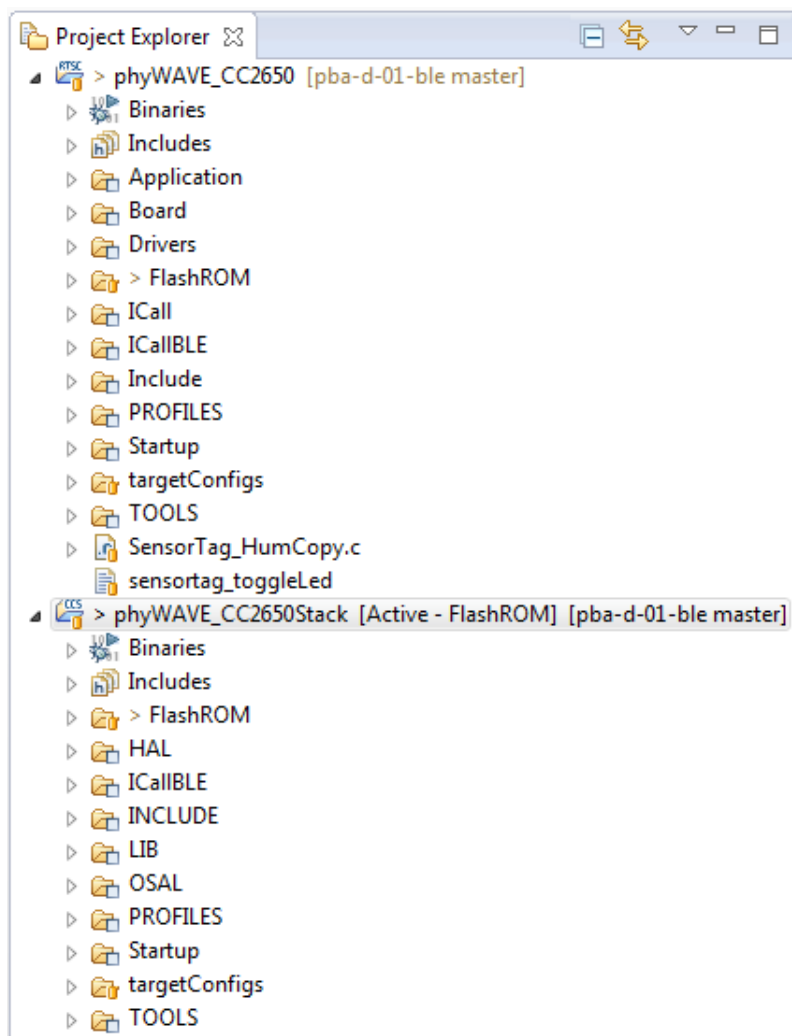 Project Explorer
RTSC > phyWAVE_CC2650 [pba-d-01-ble master]
Binaries
Includes
Application
Board
Drivers
> FlashROM
ICall
ICallBLE
Include
PROFILES
Startup
targetConfigs
TOOLS
SensorTag_HumCopy.c
sensortag_toggleLed
CCS > phyWAVE_CC2650Stack [Active - FlashROM] [pba-d-01-ble master]
Binaries
Includes
> FlashROM
HAL
ICallBLE
INCLUDE
LIB
OSAL
PROFILES
Startup
targetConfigs
TOOLS